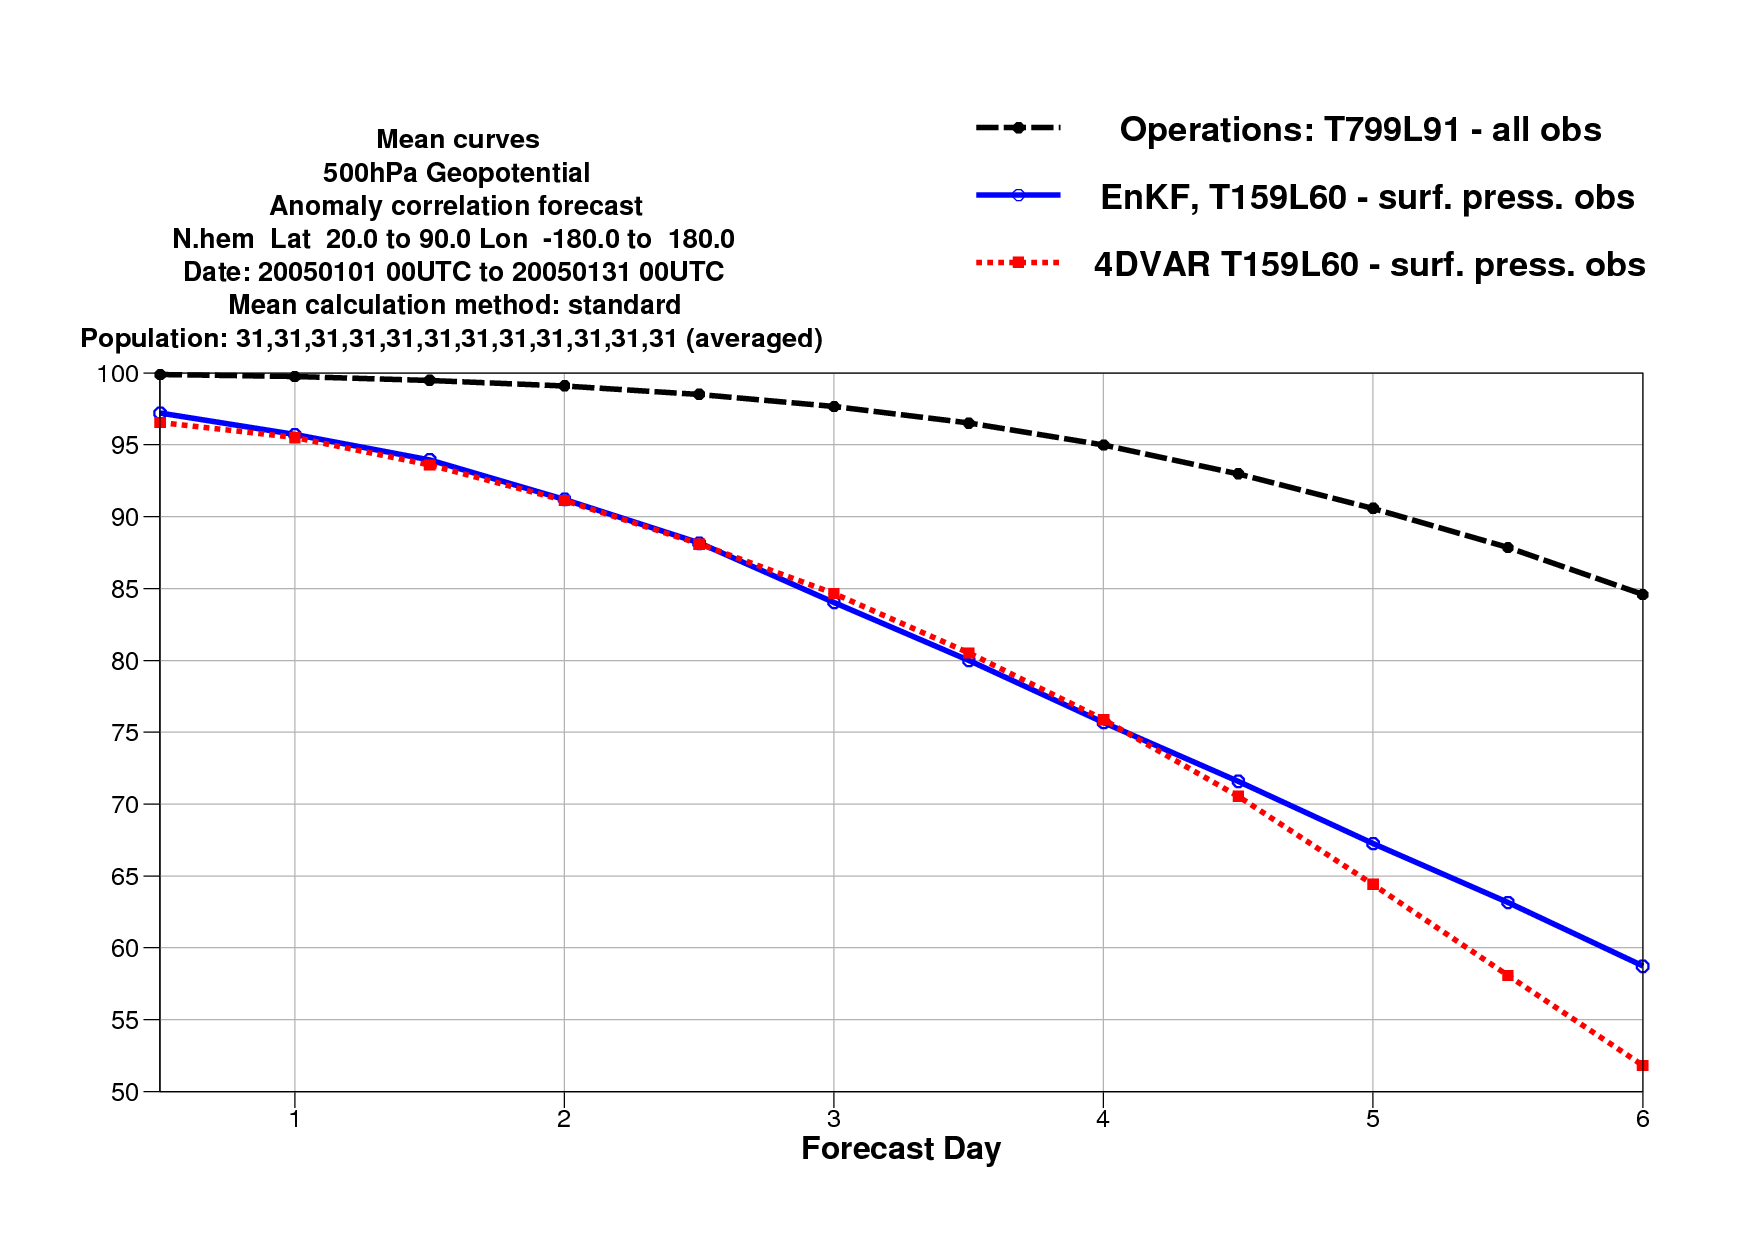 Mean curves
500hPa Geopotential
Anomaly correlation forecast
N.hem Lat 20.0 to 90.0 Lon -180.0 to 180.0
Date: 20050101 00UTC to 20050131 00UTC
Mean calculation method: standard
Population: 31,31,31,31,31,31,31,31,31,31,31,31 (averaged)
Operations: T799L91 - all obs
EnKF, T159L60 - surf. press. obs
4DVAR T159L60 - surf. press. obs
100
95
90
85
80
75
70
65
60
55
50
1 2 3 4 5 6
Forecast Day